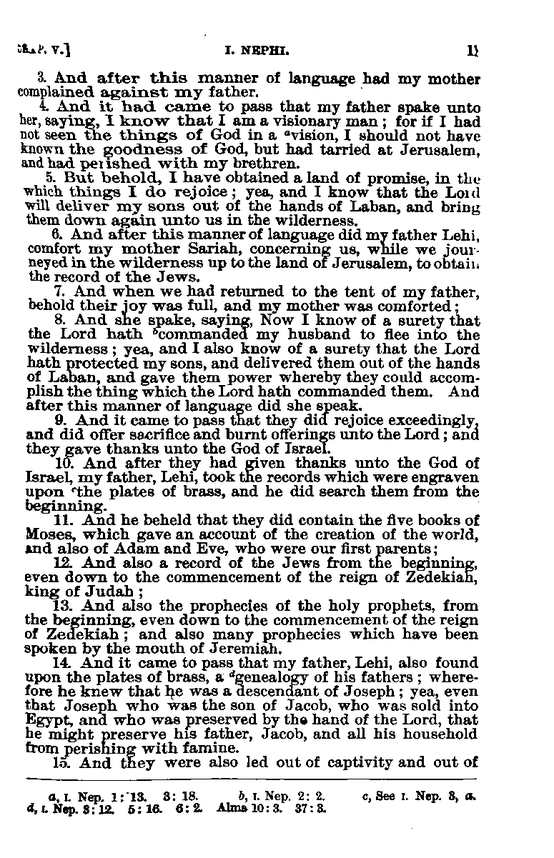 CHAP. V.] I. NEPHI. 11
3. And after this manner of language had my mother
complained against my father.
4. And it had came to pass that my father spake unto
her, saying, I know that I am a visionary man; for if I had
not seen the things of God in a ᵃvision, I should not have
known the goodness of God, but had tarried at Jerusalem,
and had perished with my brethren.
5. But behold, I have obtained a land of promise, in the
which things I do rejoice; yea, and I know that the Lord
will deliver my sons out of the hands of Laban, and bring
them down again unto us in the wilderness.
6. And after this manner of language did my father Lehi,
comfort my mother Sariah, concerning us, while we jour-
neyed in the wilderness up to the land of Jerusalem, to obtain
the record of the Jews.
7. And when we had returned to the tent of my father,
behold their joy was full, and my mother was comforted;
8. And she spake, saying, Now I know of a surety that
the Lord hath ᵇcommanded my husband to flee into the
wilderness; yea, and I also know of a surety that the Lord
hath protected my sons, and delivered them out of the hands
of Laban, and gave them power whereby they could accom-
plish the thing which the Lord hath commanded them. And
after this manner of language did she speak.
9. And it came to pass that they did rejoice exceedingly,
and did offer sacrifice and burnt offerings unto the Lord; and
they gave thanks unto the God of Israel.
10. And after they had given thanks unto the God of
Israel, my father, Lehi, took the records which were engraven
upon ᶜthe plates of brass, and he did search them from the
beginning.
11. And he beheld that they did contain the five books of
Moses, which gave an account of the creation of the world,
and also of Adam and Eve, who were our first parents;
12. And also a record of the Jews from the beginning,
even down to the commencement of the reign of Zedekiah,
king of Judah;
13. And also the prophecies of the holy prophets, from
the beginning, even down to the commencement of the reign
of Zedekiah; and also many prophecies which have been
spoken by the mouth of Jeremiah.
14. And it came to pass that my father, Lehi, also found
upon the plates of brass, a ᵈgenealogy of his fathers; where-
fore he knew that he was a descendant of Joseph; yea, even
that Joseph who was the son of Jacob, who was sold into
Egypt, and who was preserved by the hand of the Lord, that
he might preserve his father, Jacob, and all his household
from perishing with famine.
15. And they were also led out of captivity and out of
a, I. Nep. 1:13. 3: 18. b, I. Nep. 2: 2. c, See I. Nep. 3, a.
d, I. Nep. 3: 12. 5: 16. 6: 2. Alma 10: 3. 37: 3.